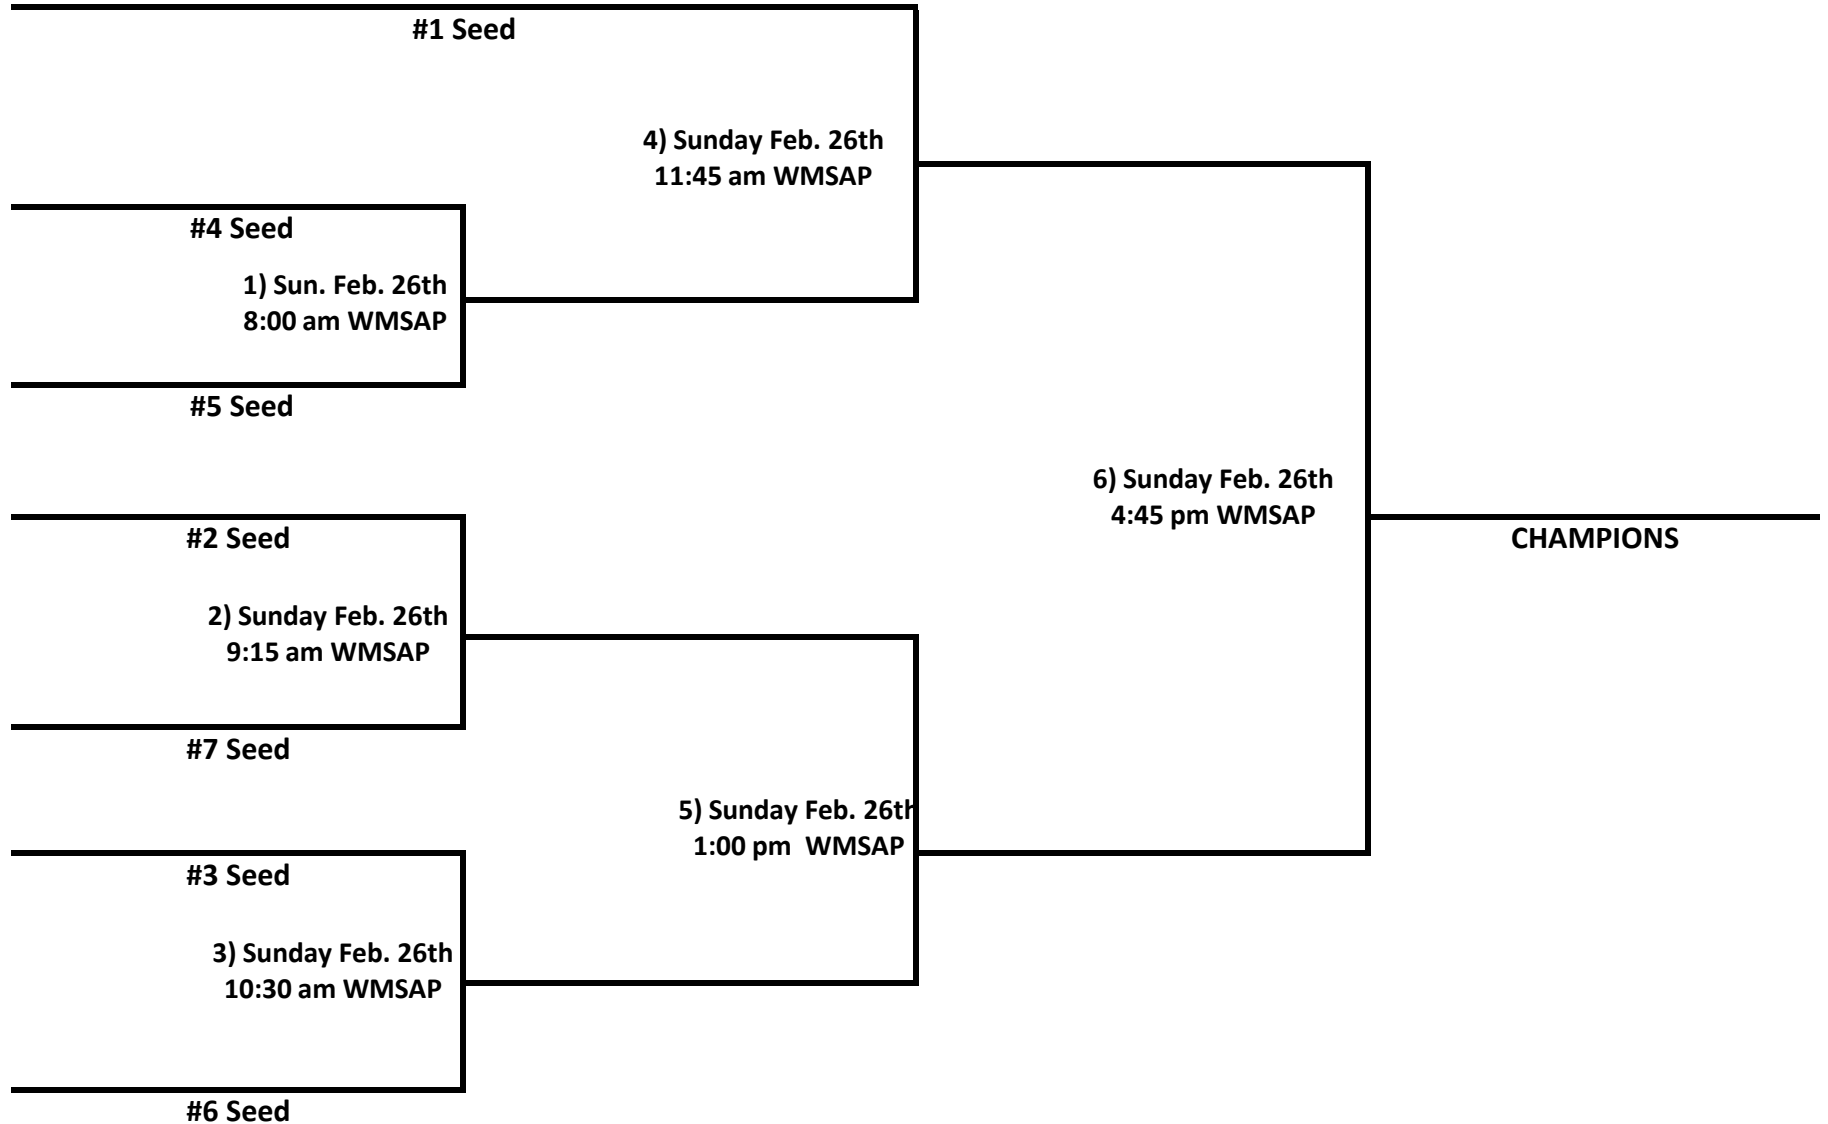 #1 Seed
4) Sunday Feb. 26th
11:45 am WMSAP
#4 Seed
1) Sun. Feb. 26th
8:00 am WMSAP
#5 Seed
6) Sunday Feb. 26th
4:45 pm WMSAP
CHAMPIONS
#2 Seed
2) Sunday Feb. 26th
9:15 am WMSAP
#7 Seed
5) Sunday Feb. 26th
1:00 pm  WMSAP
#3 Seed
3) Sunday Feb. 26th
10:30 am WMSAP
#6 Seed